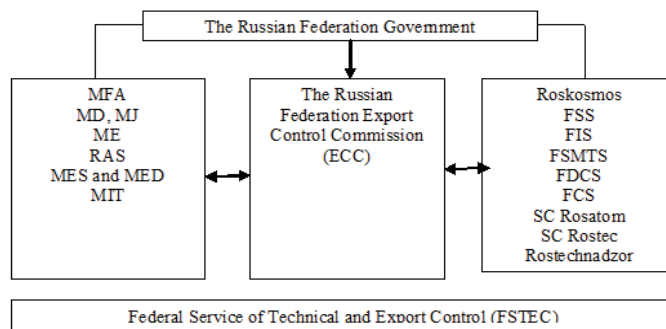 The Russian Federation Government
MFA
MD, MJ
ME
RAS
MES and MED
MIT
The Russian
Federation Export
Control Commission
(ECC)
Roskosmos
FSS
FIS
FSMTS
FDCS
FCS
SC Rosatom
SC Rostec
Rostechnadzor
Federal Service of Technical and Export Control (FSTEC)